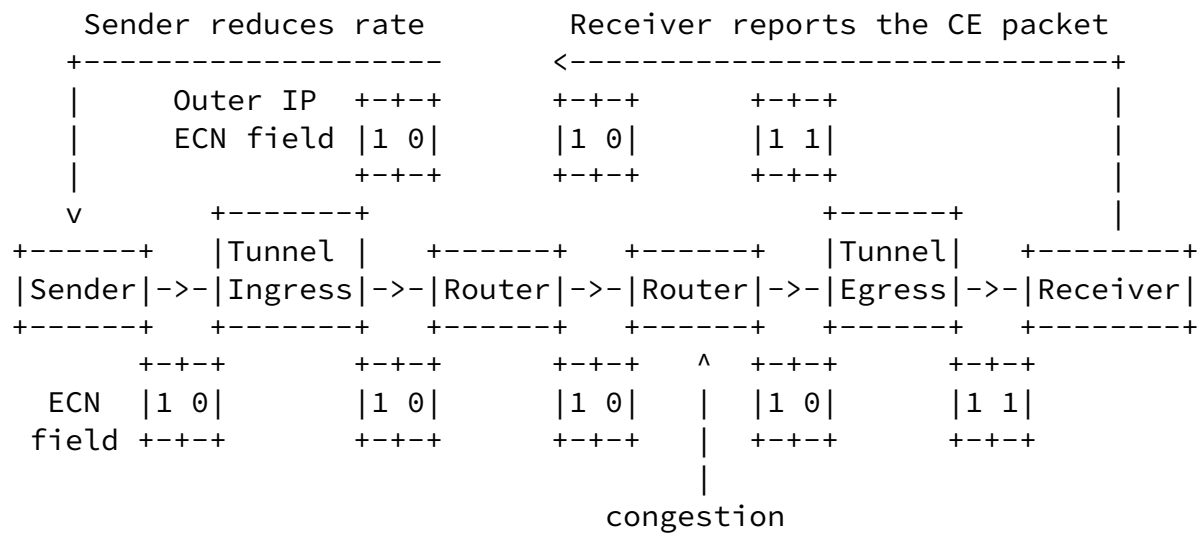 Sender reduces rate        Receiver reports the CE packet
   +--------------------      <------------------------------+
   |     Outer IP  +-+-+      +-+-+      +-+-+               |
   |     ECN field |1 0|      |1 0|      |1 1|               |
   |               +-+-+      +-+-+      +-+-+               |
   v       +-------+                         +------+        |
+------+   |Tunnel |   +------+   +------+   |Tunnel|   +--------+
|Sender|->-|Ingress|->-|Router|->-|Router|->-|Egress|->-|Receiver|
+------+   +-------+   +------+   +------+   +------+   +--------+
       +-+-+       +-+-+      +-+-+   ^  +-+-+      +-+-+
  ECN  |1 0|       |1 0|      |1 0|   |  |1 0|      |1 1|
 field +-+-+       +-+-+      +-+-+   |  +-+-+      +-+-+
                                      |
                                 congestion